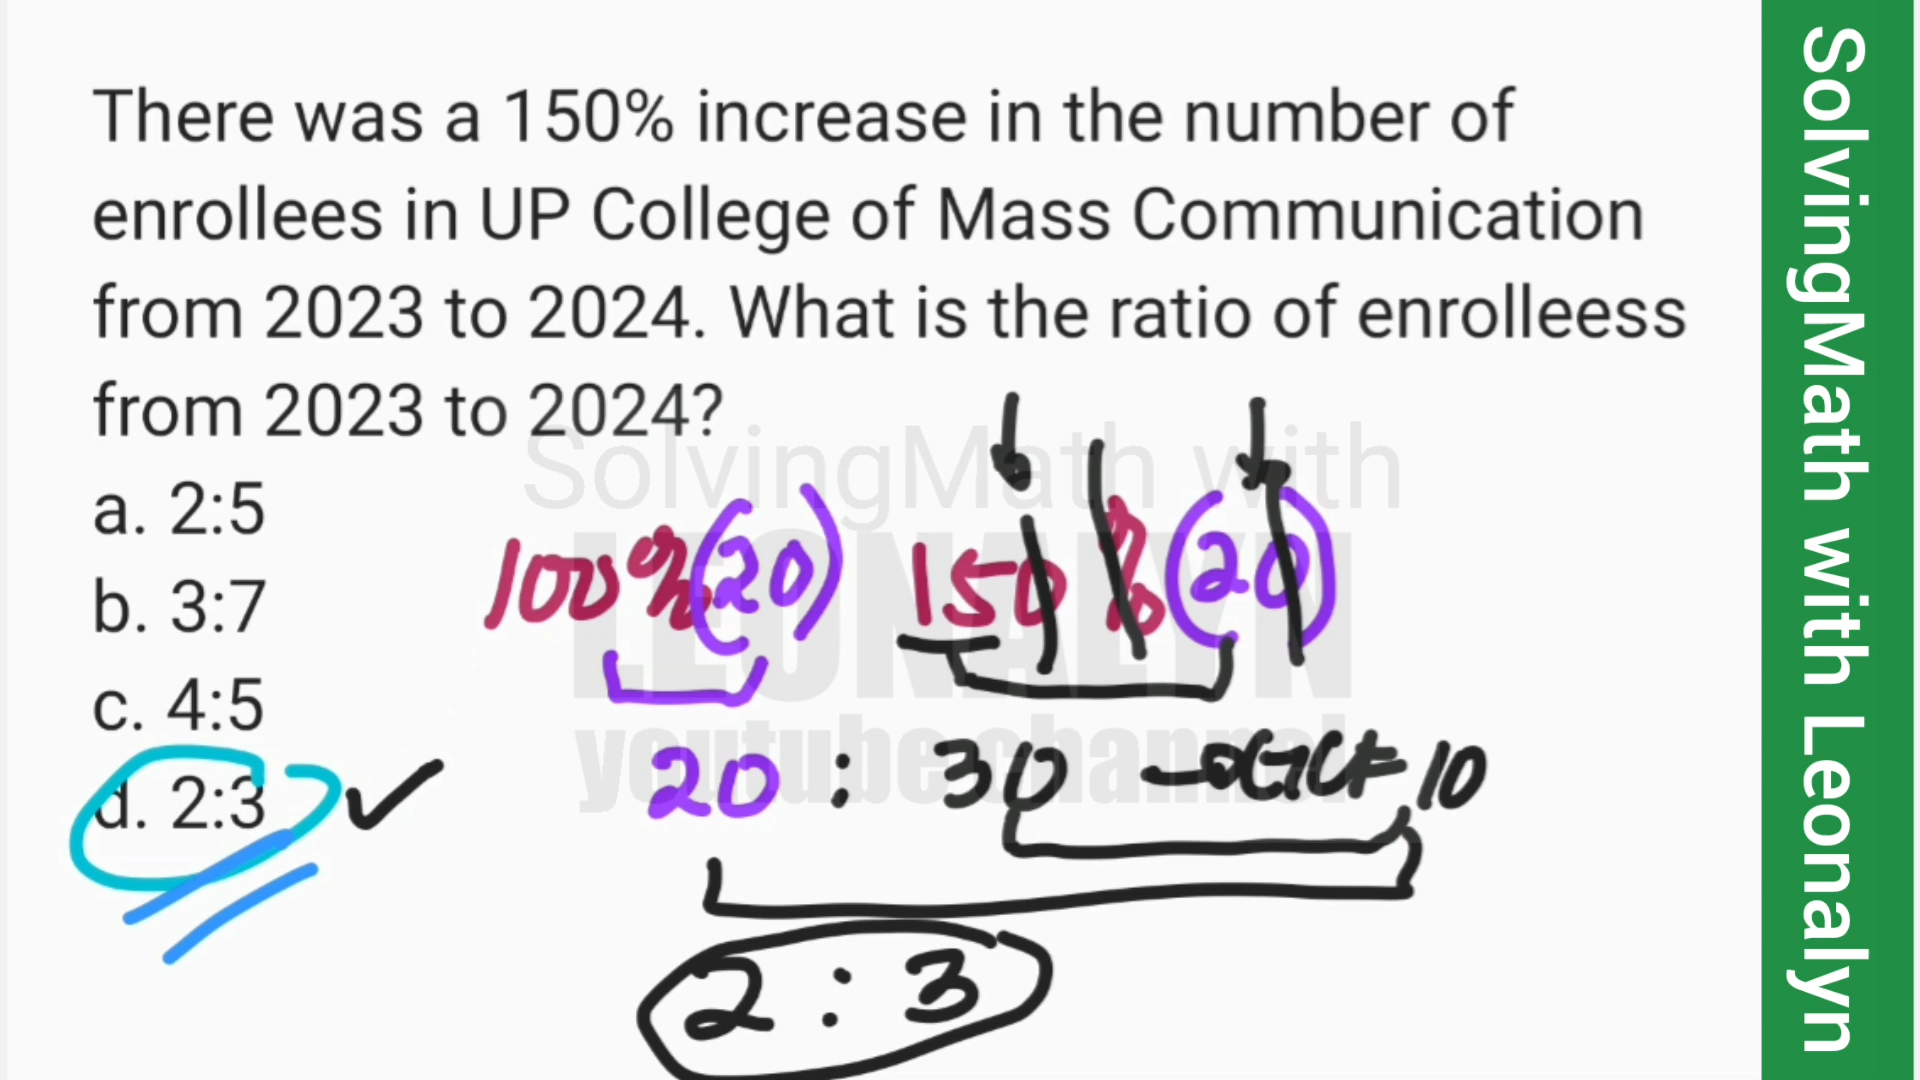 There was a 150% increase in the number of
enrollees in UP College of Mass Communication
from 2023 to 2024. What is the ratio of enrolleess
from 2023 to 2024?
SolvingMath with
LEONALYN
youtube channel
a. 2:5
b. 3:7
c. 4:5
d. 2:3
100% (20) 150% (20)
20 : 30 → GCF 10
2 : 3
SolvingMath with Leonalyn